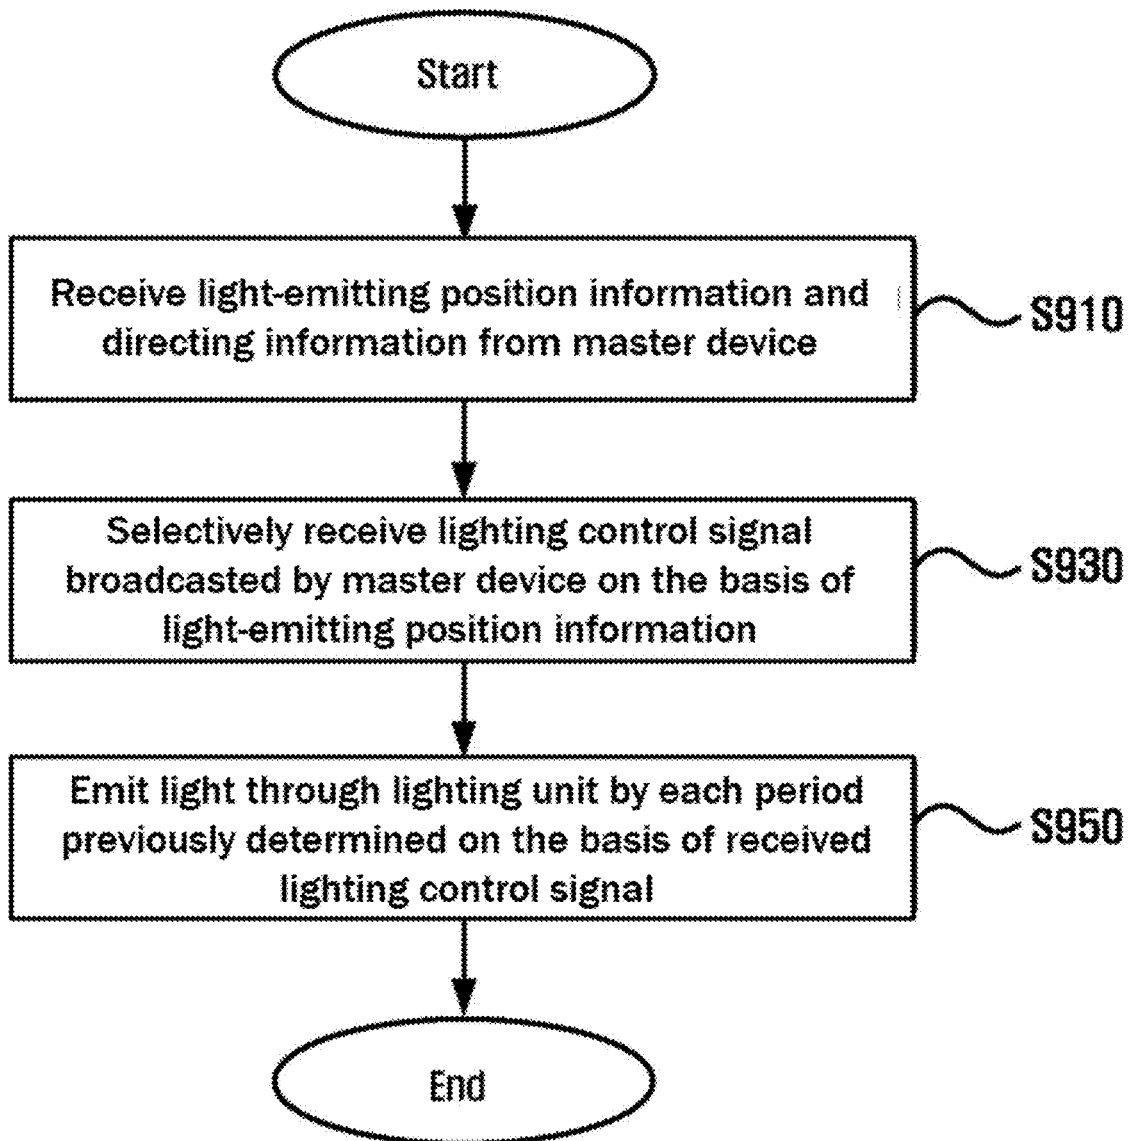 Start
Receive light-emitting position information and
directing information from master device
S910
Selectively receive lighting control signal
broadcasted by master device on the basis of
light-emitting position information
S930
Emit light through lighting unit by each period
previously determined on the basis of received
lighting control signal
S950
End